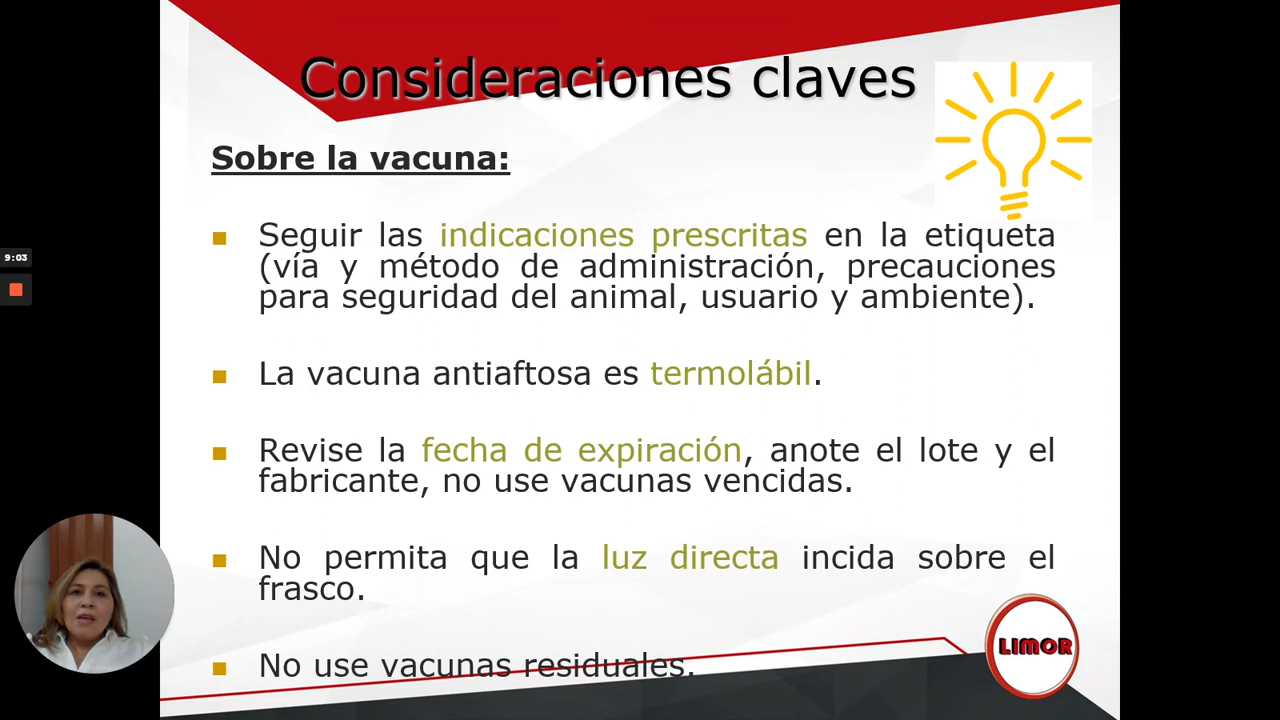 Consideraciones claves
Sobre la vacuna:
Seguir las indicaciones prescritas en la etiqueta
(vía y método de administración, precauciones
para seguridad del animal, usuario y ambiente).
La vacuna antiaftosa es termolábil.
Revise la fecha de expiración, anote el lote y el
fabricante, no use vacunas vencidas.
No permita que la luz directa incida sobre el
frasco.
No use vacunas residuales.
9:03
LIMOR